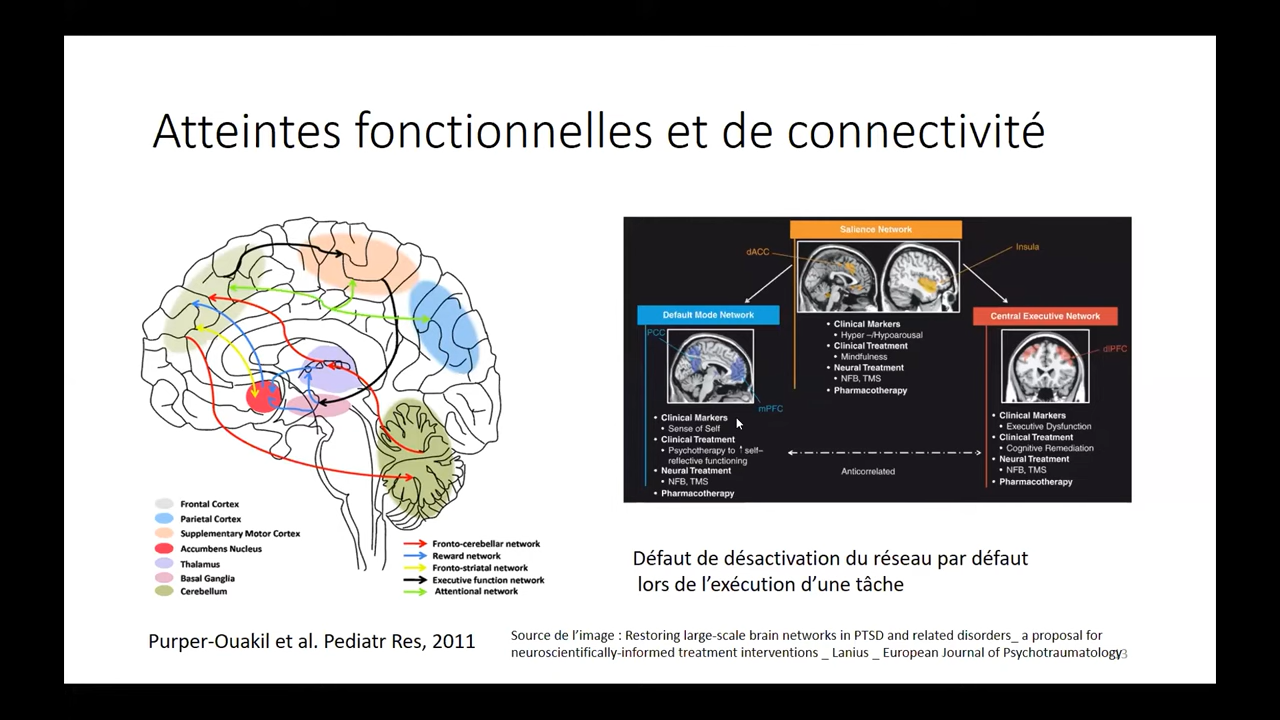 Atteintes fonctionnelles et de connectivité
Frontal Cortex
Parietal Cortex
Supplementary Motor Cortex
Accumbens Nucleus
Thalamus
Basal Ganglia
Cerebellum
Fronto-cerebellar network
Reward network
Fronto-striatal network
Executive function network
Attentional network
Purper-Ouakil et al. Pediatr Res, 2011
Salience Network
dACC
Insula
• Clinical Markers
• Hyper –/Hypoarousal
• Clinical Treatment
• Mindfulness
• Neural Treatment
• NFB, TMS
• Pharmacotherapy
Default Mode Network
PCC
mPFC
• Clinical Markers
• Sense of Self
• Clinical Treatment
• Psychotherapy to ↑ self–
reflective functioning
• Neural Treatment
• NFB, TMS
• Pharmacotherapy
Anticorrelated
Central Executive Network
dlPFC
• Clinical Markers
• Executive Dysfunction
• Clinical Treatment
• Cognitive Remediation
• Neural Treatment
• NFB, TMS
• Pharmacotherapy
Défaut de désactivation du réseau par défaut
lors de l’exécution d’une tâche
Source de l’image : Restoring large-scale brain networks in PTSD and related disorders_ a proposal for
neuroscientifically-informed treatment interventions _ Lanius _ European Journal of Psychotraumatology